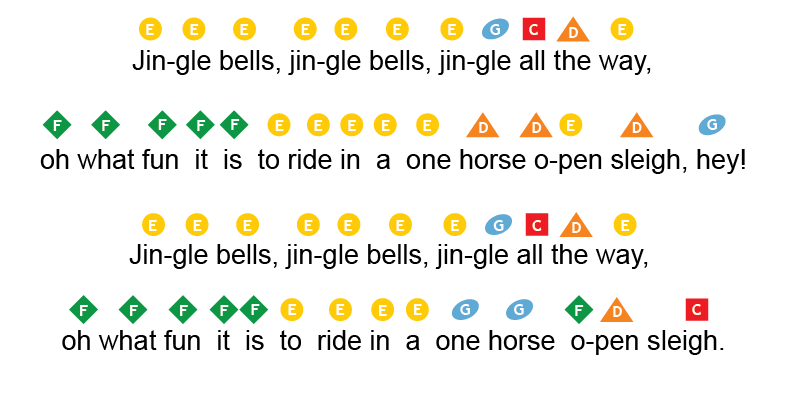 E E E E E E E G C D E
Jin-gle bells, jin-gle bells, jin-gle all the way,
F F F F F E E E E E D D E D G
oh what fun it is to ride in a one horse o-pen sleigh, hey!
E E E E E E E G C D E
Jin-gle bells, jin-gle bells, jin-gle all the way,
F F F F F E E E E G G F D C
oh what fun it is to ride in a one horse o-pen sleigh.